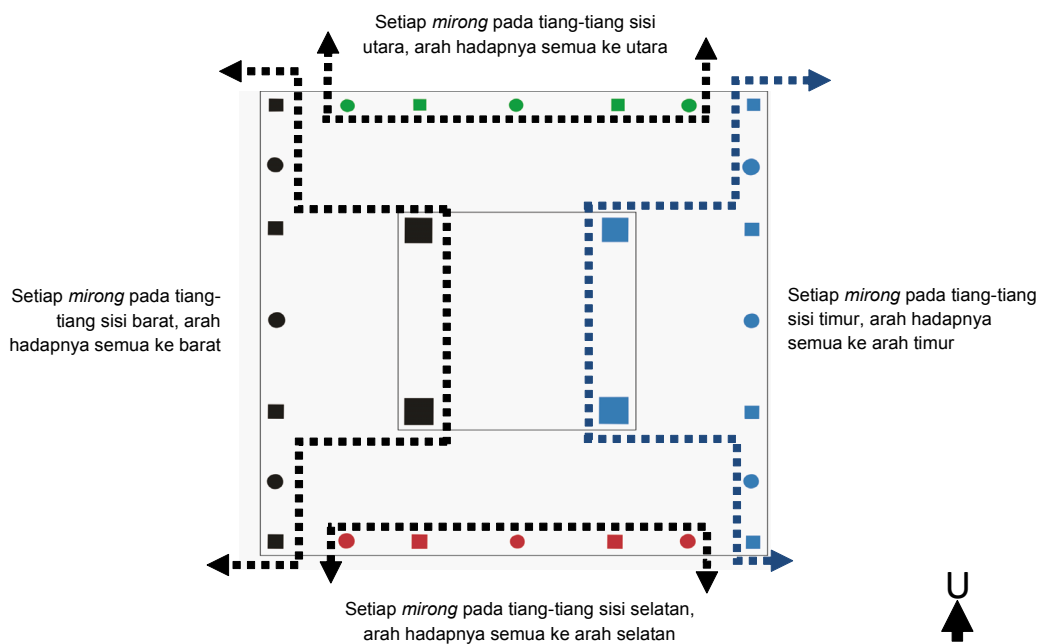 Setiap mirong pada tiang-tiang sisi
utara, arah hadapnya semua ke utara
Setiap mirong pada tiang-
tiang sisi barat, arah
hadapnya semua ke barat
Setiap mirong pada tiang-tiang
sisi timur, arah hadapnya
semua ke arah timur
Setiap mirong pada tiang-tiang sisi selatan,
arah hadapnya semua ke arah selatan
U